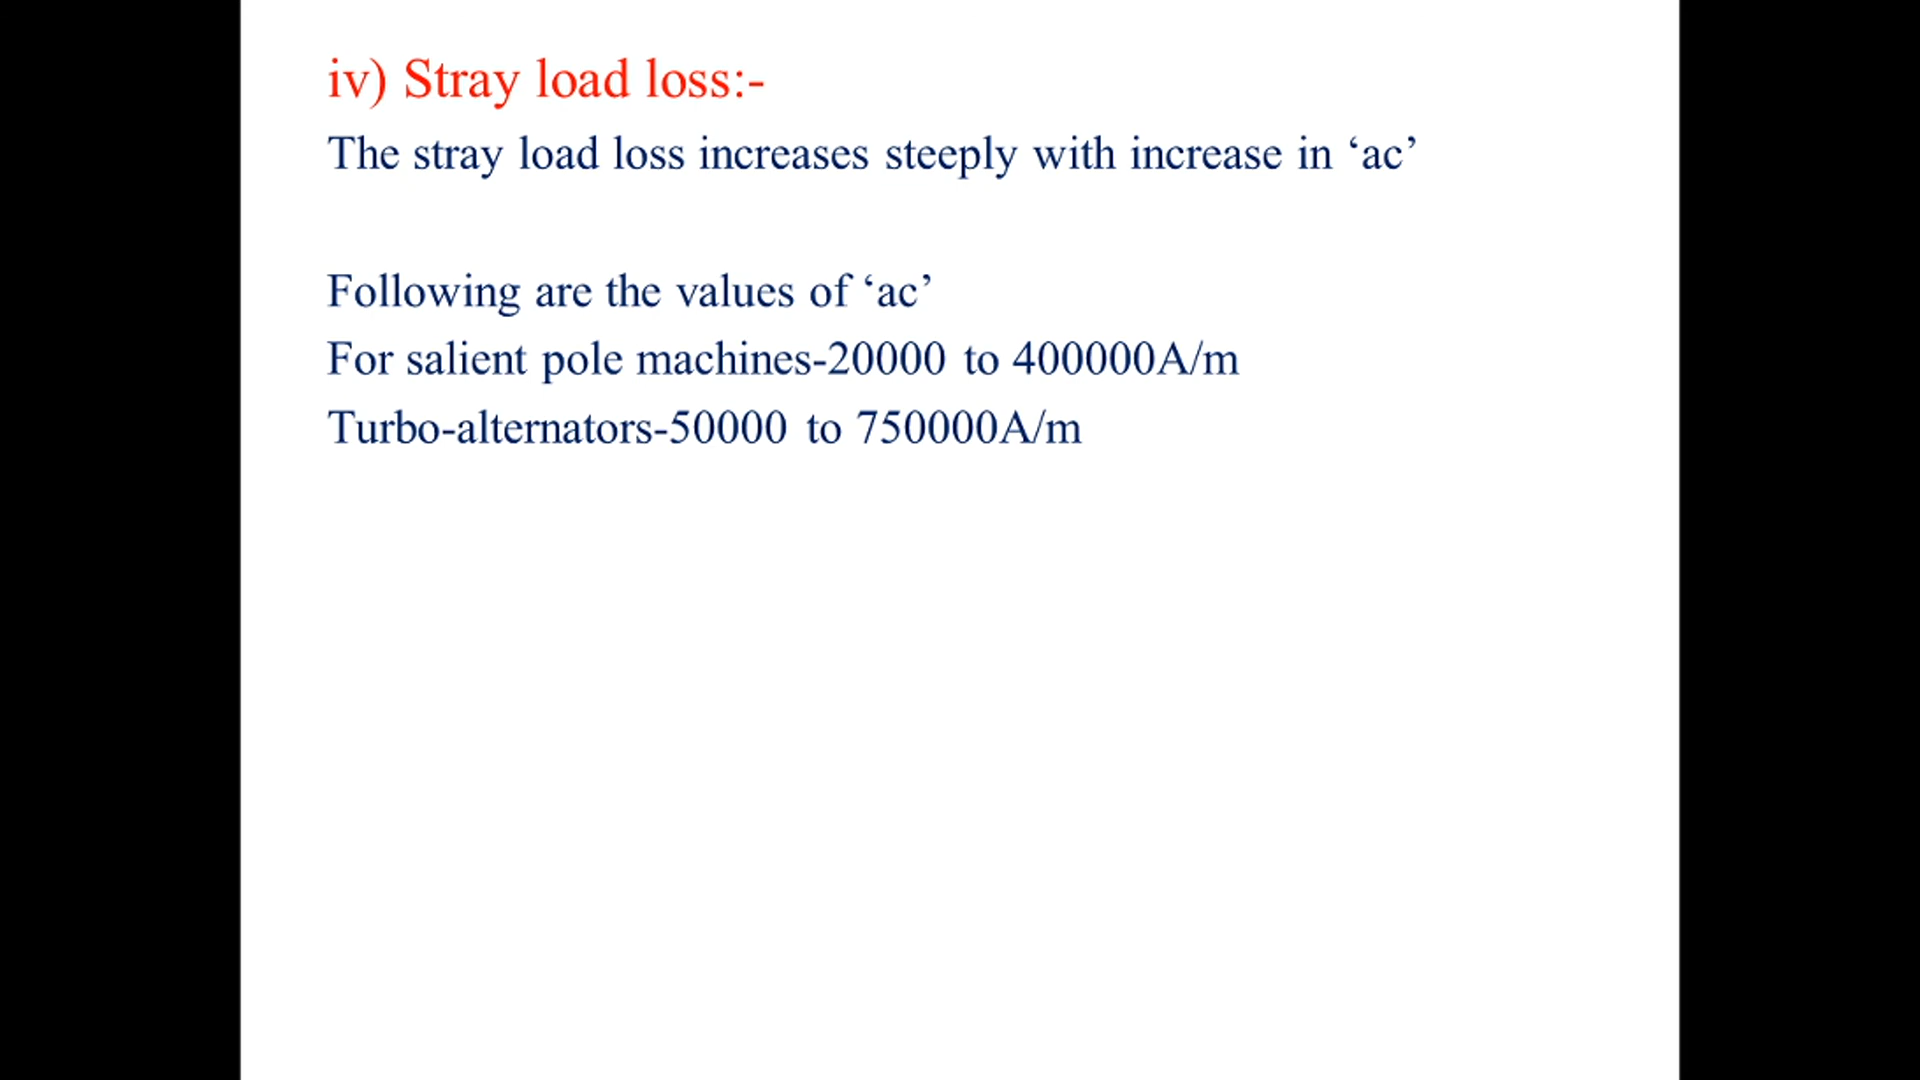 iv) Stray load loss:-
The stray load loss increases steeply with increase in ‘ac’
Following are the values of ‘ac’
For salient pole machines-20000 to 400000A/m
Turbo-alternators-50000 to 750000A/m